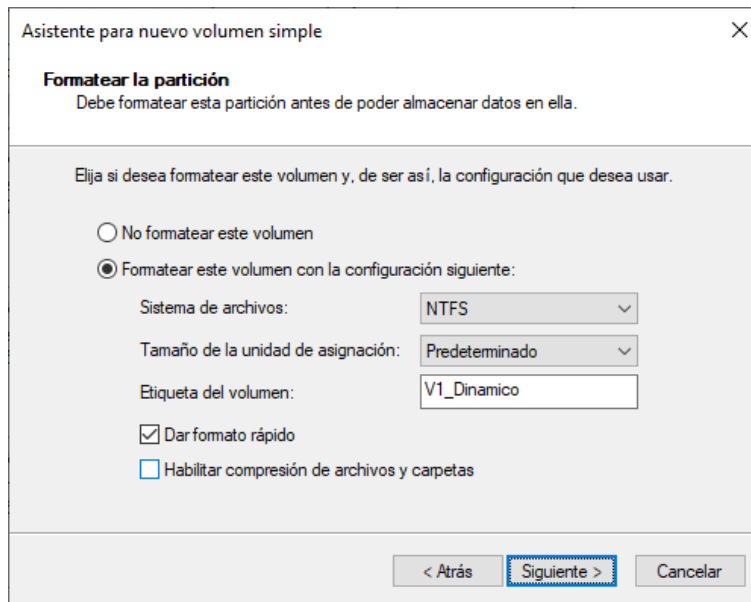 Asistente para nuevo volumen simple
Formatear la partición
Debe formatear esta partición antes de poder almacenar datos en ella.
Elija si desea formatear este volumen y, de ser así, la configuración que desea usar.
No formatear este volumen
Formatear este volumen con la configuración siguiente:
Sistema de archivos: NTFS
Tamaño de la unidad de asignación: Predeterminado
Etiqueta del volumen: V1_Dinamico
Dar formato rápido
Habilitar compresión de archivos y carpetas
< Atrás Siguiente > Cancelar